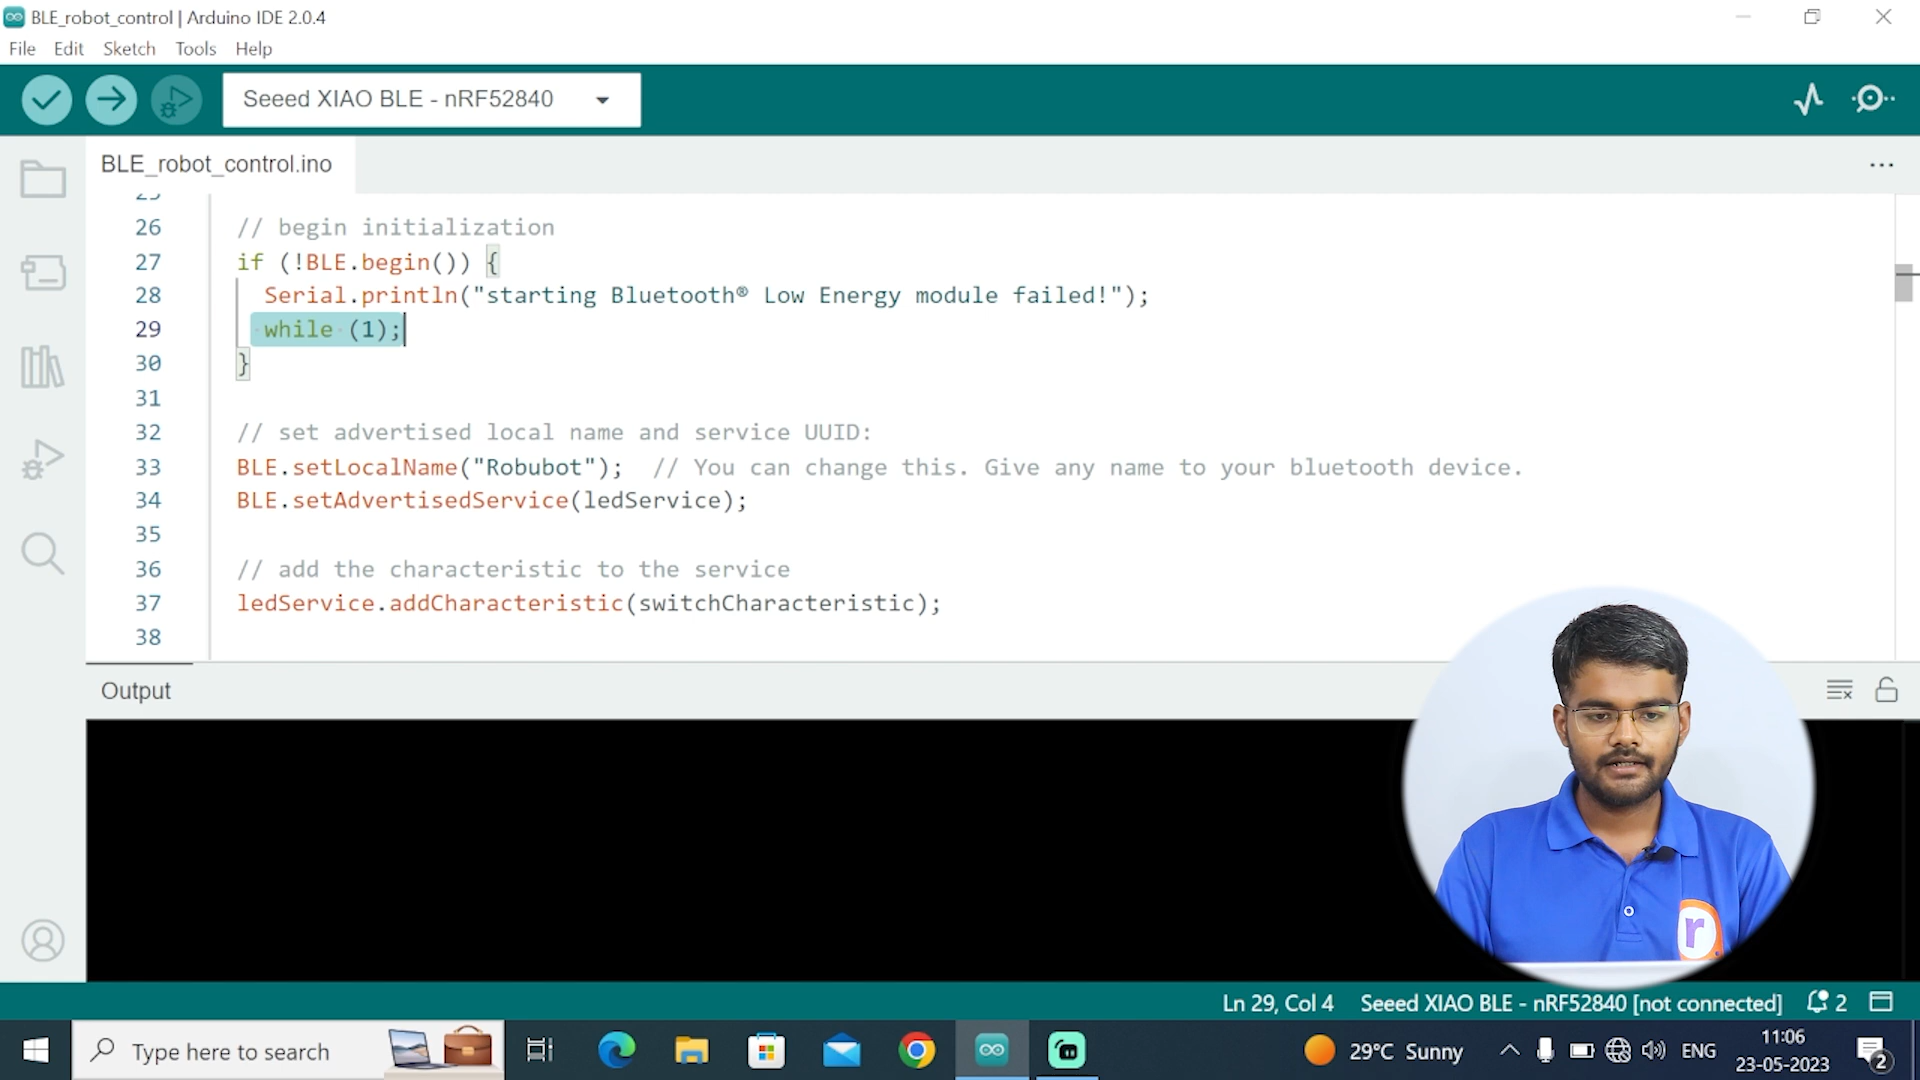 BLE_robot_control | Arduino IDE 2.0.4
File Edit Sketch Tools Help
Seeed XIAO BLE - nRF52840
BLE_robot_control.ino
25
26 // begin initialization
27 if (!BLE.begin()) {
28 Serial.println("starting Bluetooth® Low Energy module failed!");
29 while (1);
30 }
31
32 // set advertised local name and service UUID:
33 BLE.setLocalName("Robubot"); // You can change this. Give any name to your bluetooth device.
34 BLE.setAdvertisedService(ledService);
35
36 // add the characteristic to the service
37 ledService.addCharacteristic(switchCharacteristic);
38
Output
r
Ln 29, Col 4 Seeed XIAO BLE - nRF52840 [not connected] 2
Type here to search
29°C Sunny
ENG
11:06
23-05-2023
2